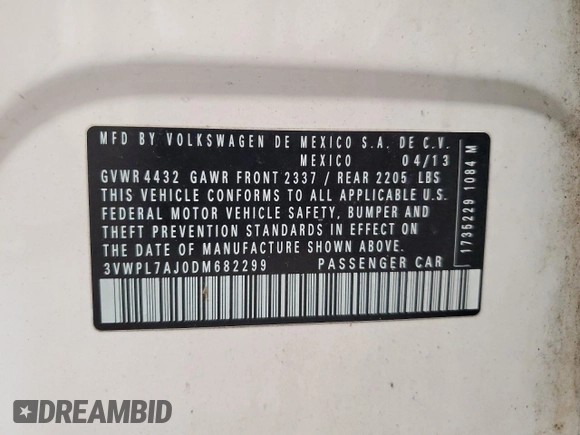 MFD BY VOLKSWAGEN DE MEXICO S.A. DE C.V.
MEXICO 04/13
GVWR 4432 GAWR FRONT 2337 / REAR 2205 LBS
THIS VEHICLE CONFORMS TO ALL APPLICABLE U.S.
FEDERAL MOTOR VEHICLE SAFETY, BUMPER AND
THEFT PREVENTION STANDARDS IN EFFECT ON
THE DATE OF MANUFACTURE SHOWN ABOVE.
3VWPL7AJ0DM682299 PASSENGER CAR
1735229 1084 M
DREAMBID